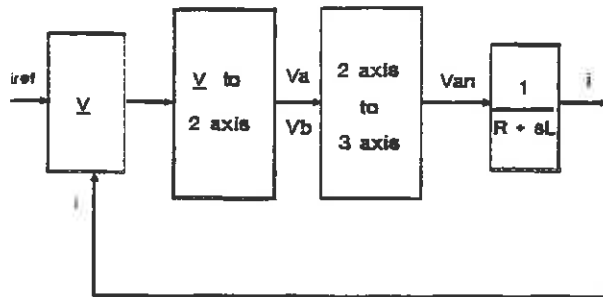 iref
V
V to
2 axis
Va
Vb
2 axis
to
3 axis
Van
1
R + sL
i
i